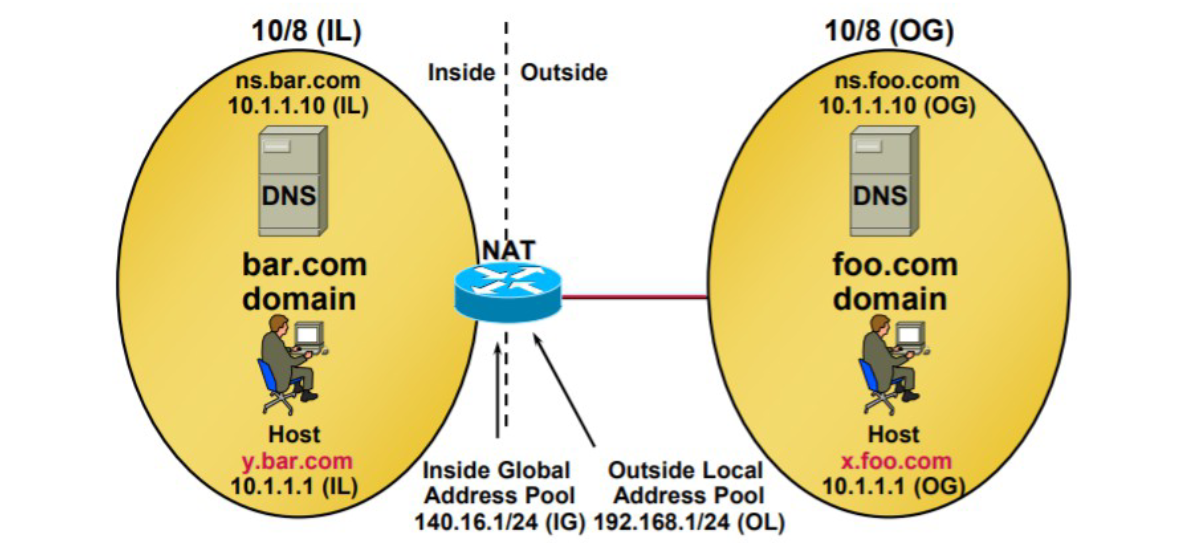 10/8 (IL)
ns.bar.com
10.1.1.10 (IL)
DNS
bar.com
domain
Host
y.bar.com
10.1.1.1 (IL)
Inside
Outside
NAT
Inside Global
Address Pool
140.16.1/24 (IG)
Outside Local
Address Pool
192.168.1/24 (OL)
10/8 (OG)
ns.foo.com
10.1.1.10 (OG)
DNS
foo.com
domain
Host
x.foo.com
10.1.1.1 (OG)